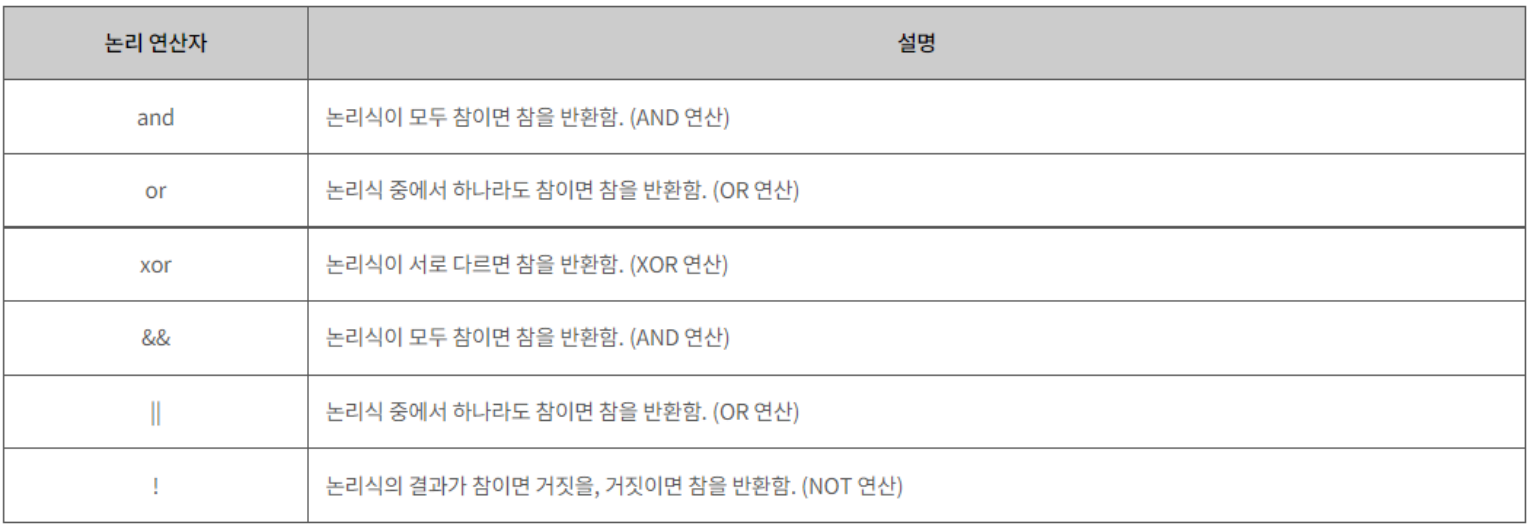 논리 연산자 설명
and 논리식이 모두 참이면 참을 반환함. (AND 연산)
or 논리식 중에서 하나라도 참이면 참을 반환함. (OR 연산)
xor 논리식이 서로 다르면 참을 반환함. (XOR 연산)
&& 논리식이 모두 참이면 참을 반환함. (AND 연산)
|| 논리식 중에서 하나라도 참이면 참을 반환함. (OR 연산)
! 논리식의 결과가 참이면 거짓을, 거짓이면 참을 반환함. (NOT 연산)